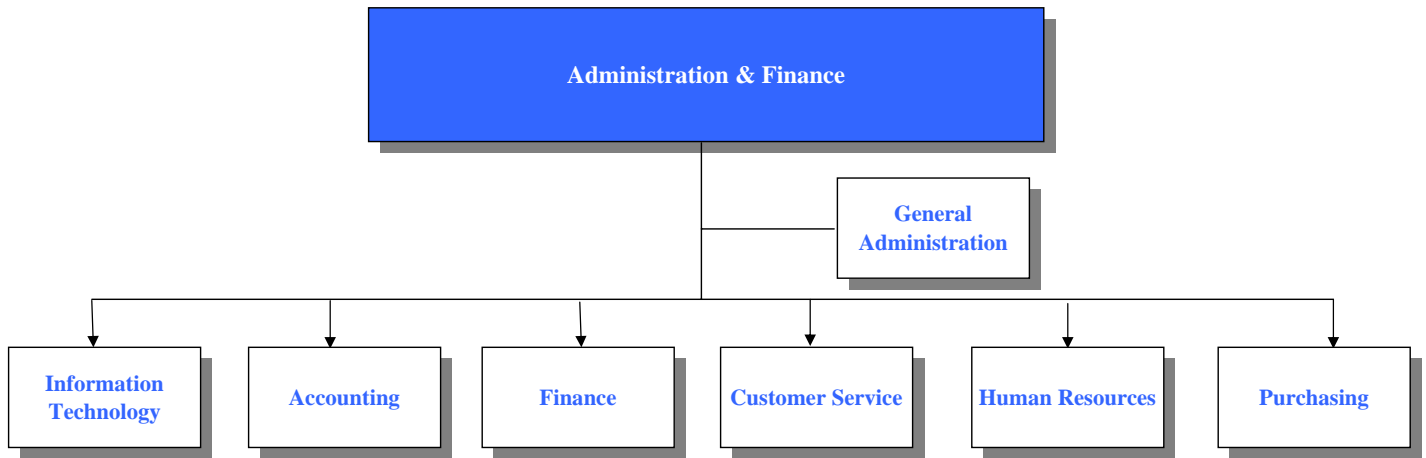 Administration & Finance
General
Administration
Information
Technology
Accounting
Finance
Customer Service
Human Resources
Purchasing